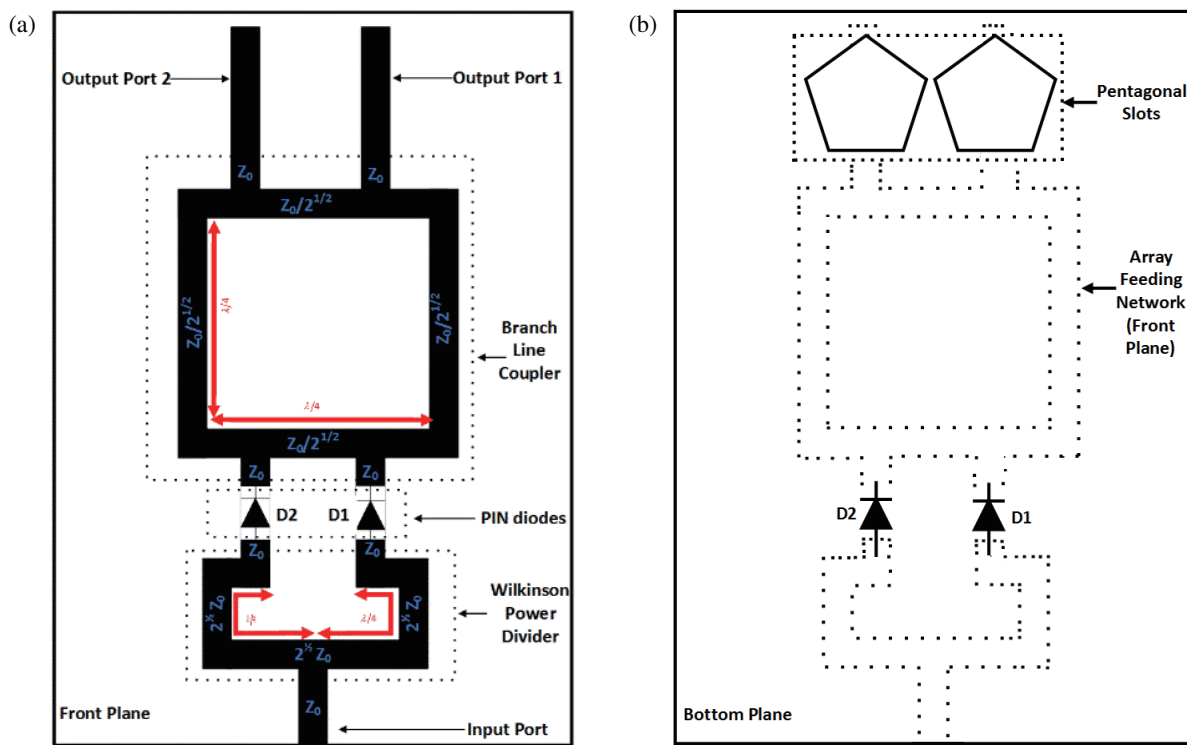 (a)
Output Port 2
Output Port 1
Z₀
Z₀
Z₀/2^{1/2}
λ/4
Z₀/2^{1/2}
Z₀/2^{1/2}
Branch
Line
Coupler
λ/4
Z₀/2^{1/2}
Z₀
Z₀
D2
D1
PIN diodes
Z₀
Z₀
2^{½} Z₀
λ/4
λ/4
2^{½} Z₀
Wilkinson
Power
Divider
2^{½} Z₀
Z₀
Front Plane
Input Port
(b)
Pentagonal
Slots
Array
Feeding
Network
(Front
Plane)
D2
D1
Bottom Plane